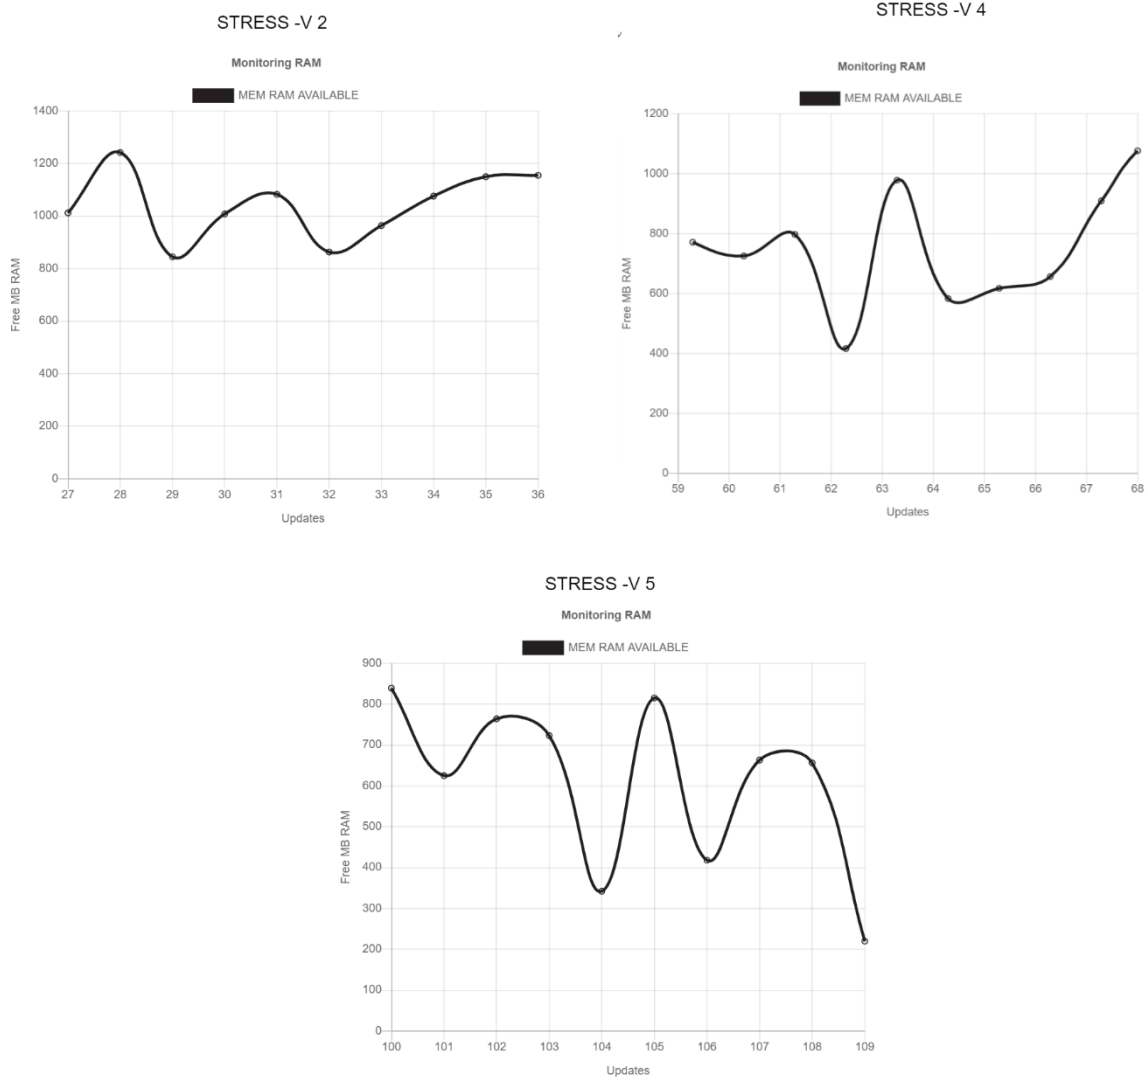 STRESS -V 2
Monitoring RAM
MEM RAM AVAILABLE
1400
1200
1000
800
600
400
200
0
Free MB RAM
27 28 29 30 31 32 33 34 35 36
Updates
STRESS -V 4
Monitoring RAM
MEM RAM AVAILABLE
1200
1000
800
600
400
200
0
Free MB RAM
59 60 61 62 63 64 65 66 67 68
Updates
STRESS -V 5
Monitoring RAM
MEM RAM AVAILABLE
900
800
700
600
500
400
300
200
100
0
Free MB RAM
100 101 102 103 104 105 106 107 108 109
Updates